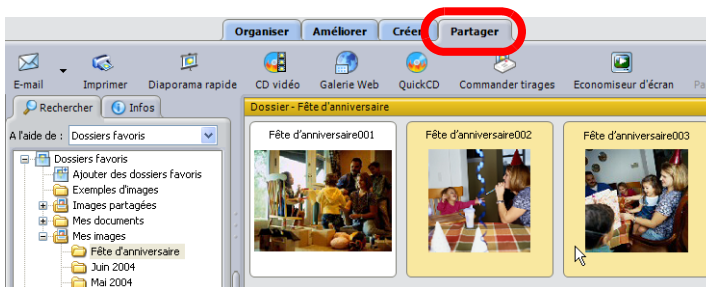 Organiser Améliorer Créer Partager
E-mail Imprimer Diaporama rapide CD vidéo Galerie Web QuickCD Commander tirages Economiseur d'écran
Rechercher Infos
Dossier - Fête d'anniversaire
A l'aide de : Dossiers favoris
Fête d'anniversaire001 Fête d'anniversaire002 Fête d'anniversaire003
Dossiers favoris
Ajouter des dossiers favoris
Exemples d'images
Images partagées
Mes documents
Mes images
Fête d'anniversaire
Juin 2004
Mai 2004